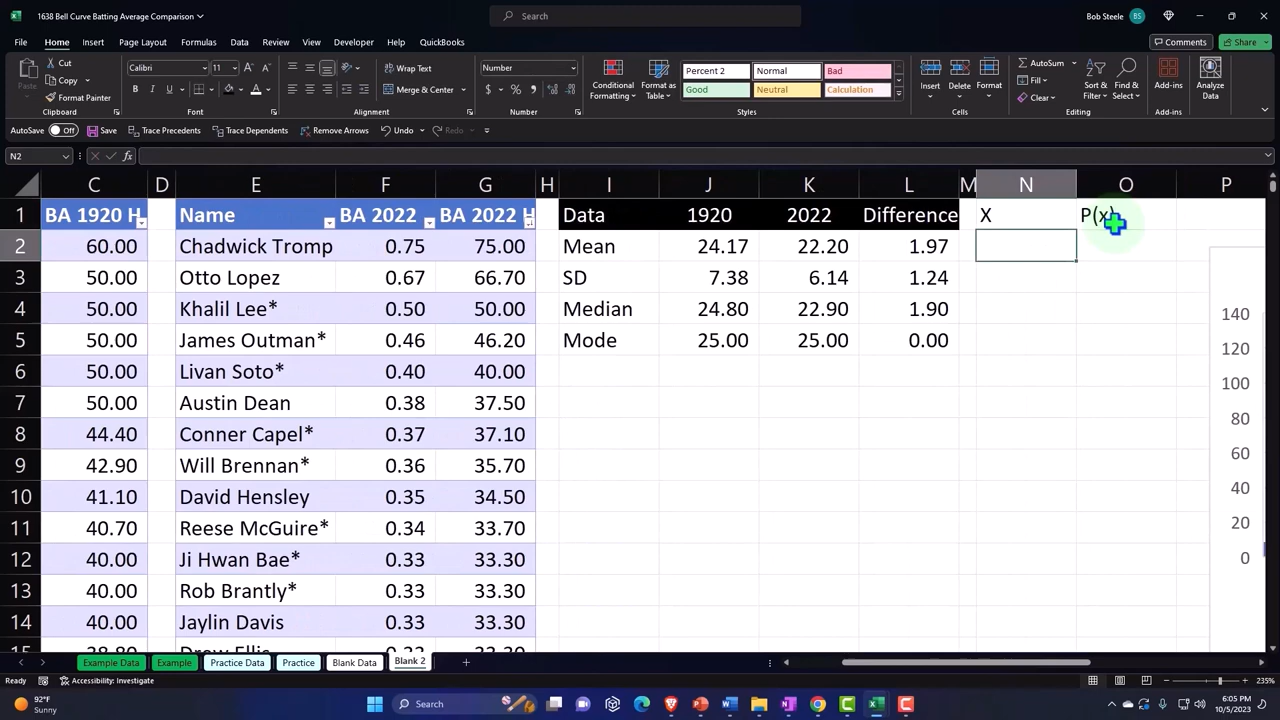 1638 Bell Curve Batting Average Comparison
Search
Bob Steele BS
File Home Insert Page Layout Formulas Data Review View Developer Help QuickBooks Comments Share
Paste Cut Copy Format Painter Clipboard
Calibri 11 B I U A Font
Wrap Text Merge & Center Alignment
Number $ % Number
Conditional Formatting Format as Table
Percent 2 Normal Bad
Good Neutral Calculation
Styles
Insert Delete Format Cells
AutoSum Fill Clear Sort & Filter Find & Select Editing
Add-ins Add-ins
Analyze Data
AutoSave Off Save Trace Precedents Trace Dependents Remove Arrows Undo Redo
N2 fx
C D E F G H I J K L M N O P
1 BA 1920 H Name BA 2022 BA 2022 H Data 1920 2022 Difference X P(x)
2 60.00 Chadwick Tromp 0.75 75.00 Mean 24.17 22.20 1.97
3 50.00 Otto Lopez 0.67 66.70 SD 7.38 6.14 1.24
4 50.00 Khalil Lee* 0.50 50.00 Median 24.80 22.90 1.90
5 50.00 James Outman* 0.46 46.20 Mode 25.00 25.00 0.00
6 50.00 Livan Soto* 0.40 40.00
7 50.00 Austin Dean 0.38 37.50
8 44.40 Conner Capel* 0.37 37.10
9 42.90 Will Brennan* 0.36 35.70
10 41.10 David Hensley 0.35 34.50
11 40.70 Reese McGuire* 0.34 33.70
12 40.00 Ji Hwan Bae* 0.33 33.30
13 40.00 Rob Brantly* 0.33 33.30
14 40.00 Jaylin Davis 0.33 33.30
15 38.80 Drew Ellis 0.33 33.30
140
120
100
80
60
40
20
0
Example Data Example Practice Data Practice Blank Data Blank 2
Ready Accessibility: Investigate 235%
92°F
Sunny
Search
6:05 PM
10/5/2023